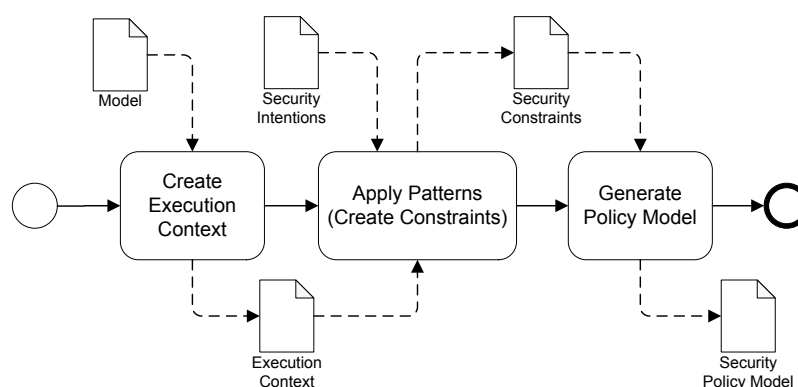 Model
Security
Intentions
Security
Constraints
Create
Execution
Context
Apply Patterns
(Create Constraints)
Generate
Policy Model
Execution
Context
Security
Policy Model